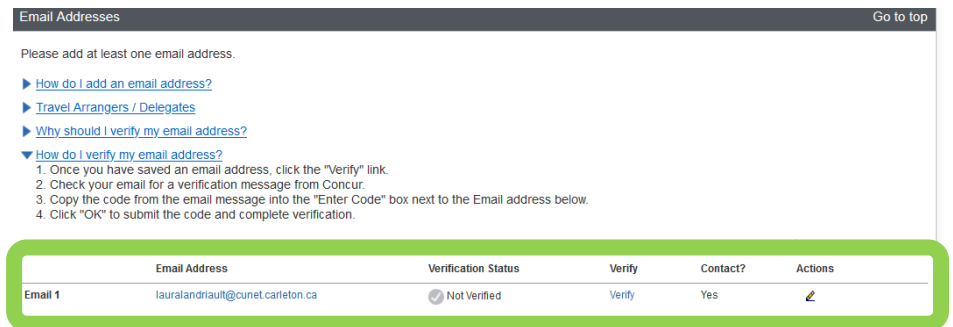 Email Addresses Go to top
Please add at least one email address.
How do I add an email address?
Travel Arrangers / Delegates
Why should I verify my email address?
How do I verify my email address?
1. Once you have saved an email address, click the "Verify" link.
2. Check your email for a verification message from Concur.
3. Copy the code from the email message into the "Enter Code" box next to the Email address below.
4. Click "OK" to submit the code and complete verification.
Email Address Verification Status Verify Contact? Actions
Email 1 lauralandriault@cunet.carleton.ca Not Verified Verify Yes